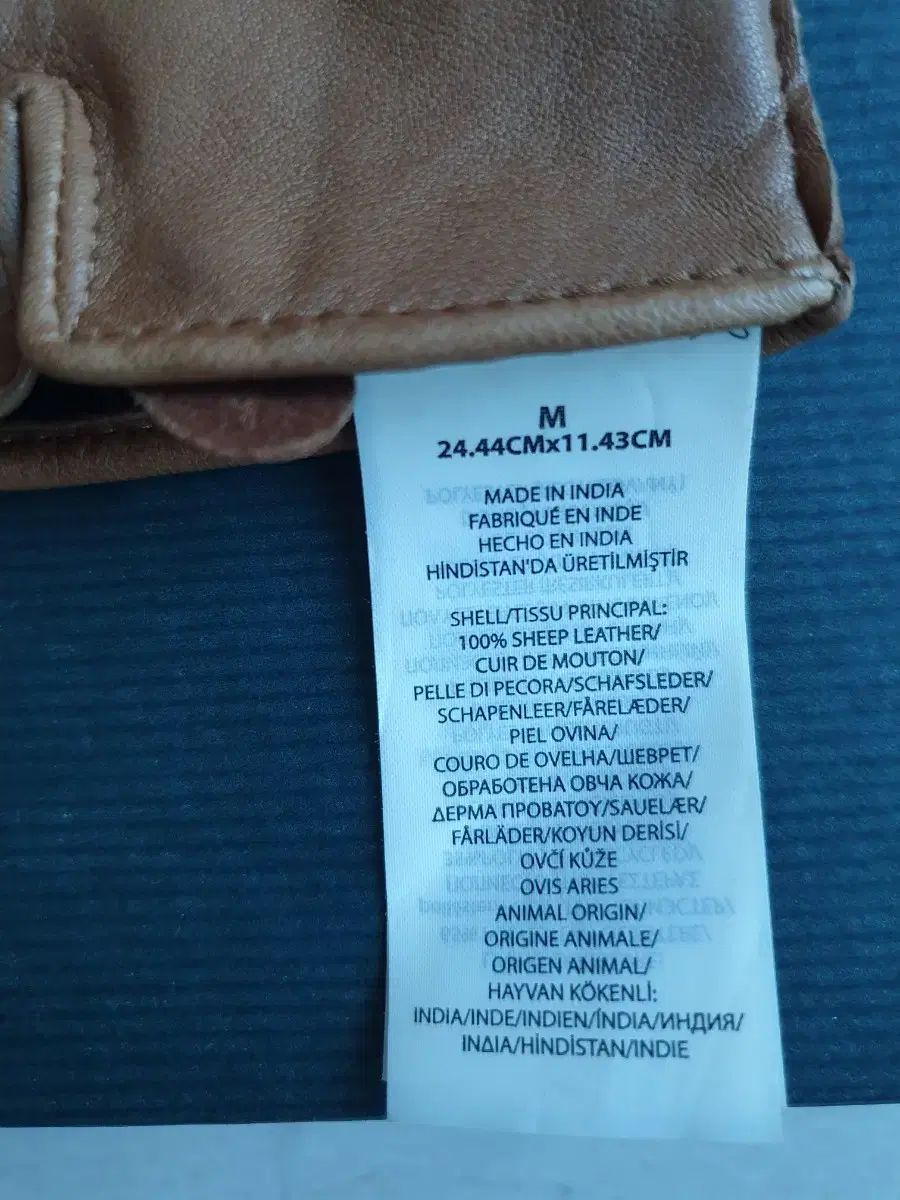 M
24.44CMx11.43CM
MADE IN INDIA
FABRIQUÉ EN INDE
HECHO EN INDIA
HİNDİSTAN'DA ÜRETİLMİŞTİR
SHELL/TISSU PRINCIPAL:
100% SHEEP LEATHER/
CUIR DE MOUTON/
PELLE DI PECORA/SCHAFSLEDER/
SCHAPENLEER/FÅRELÆDER/
PIEL OVINA/
COURO DE OVELHA/ШЕВРЕТ/
ОБРАБОТЕНА ОВЧА КОЖА/
ΔΕΡΜΑ ΠΡΟΒΑΤΟΥ/SAUELÆR/
FÅRLÄDER/KOYUN DERİSİ/
OVČÍ KŮŽE
OVIS ARIES
ANIMAL ORIGIN/
ORIGINE ANIMALE/
ORIGEN ANIMAL/
HAYVAN KÖKENLİ:
INDIA/INDE/INDIEN/ÍNDIA/ИНДИЯ/
ΙΝΔΙΑ/HİNDİSTAN/INDIE